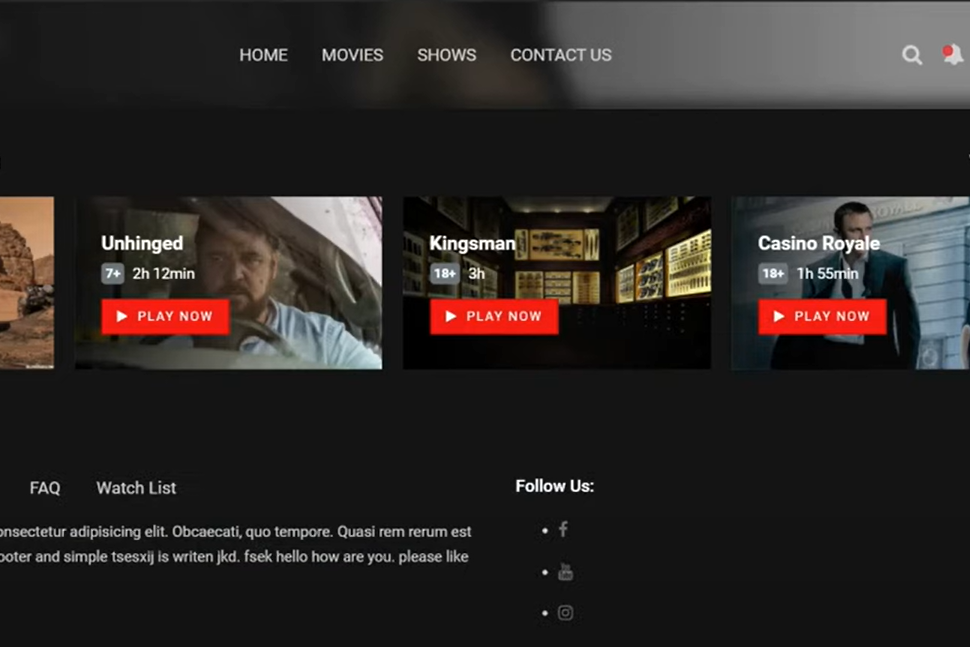 HOME MOVIES SHOWS CONTACT US
Unhinged
7+ 2h 12min
PLAY NOW
Kingsman
18+ 3h
PLAY NOW
Casino Royale
18+ 1h 55min
PLAY NOW
FAQ Watch List
onsectetur adipisicing elit. Obcaecati, quo tempore. Quasi rem rerum est
ooter and simple tsesxij is writen jkd. fsek hello how are you. please like
Follow Us: